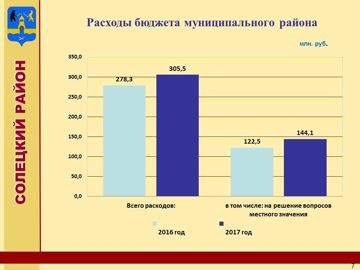 Расходы бюджета муниципального района
млн. руб.
СОЛЕЦКИЙ РАЙОН
350,0
300,0
250,0
200,0
150,0
100,0
50,0
0,0
278,3
305,5
122,5
144,1
Всего расходов:
в том числе: на решение вопросов
местного значения
2016 год
2017 год
7